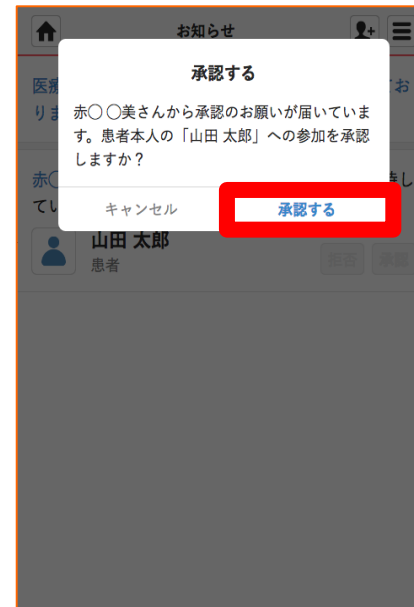 お知らせ
承認する
医療
お
りま
赤○ ○美さんから承認のお願いが届いていま
す。患者本人の「山田 太郎」への参加を承認
しますか？
赤○
てい
キャンセル
承認する
山田 太郎
患者
拒否
承認